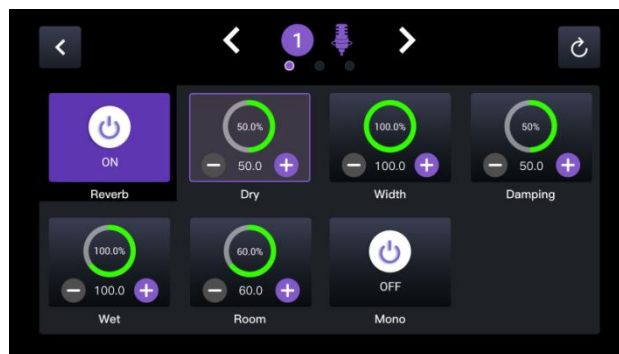 1
50.0%
100.0%
50%
ON
50.0
100.0
50.0
Reverb
Dry
Width
Damping
100.0%
60.0%
100.0
60.0
OFF
Wet
Room
Mono